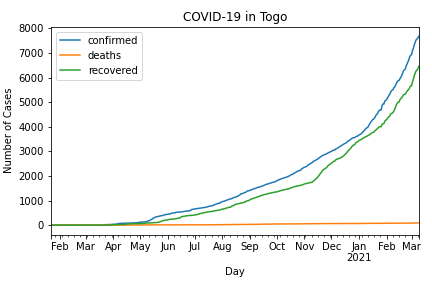 COVID-19 in Togo
confirmed
deaths
recovered
Number of Cases
8000
7000
6000
5000
4000
3000
2000
1000
0
Feb Mar Apr May Jun Jul Aug Sep Oct Nov Dec Jan Feb Mar
2021
Day